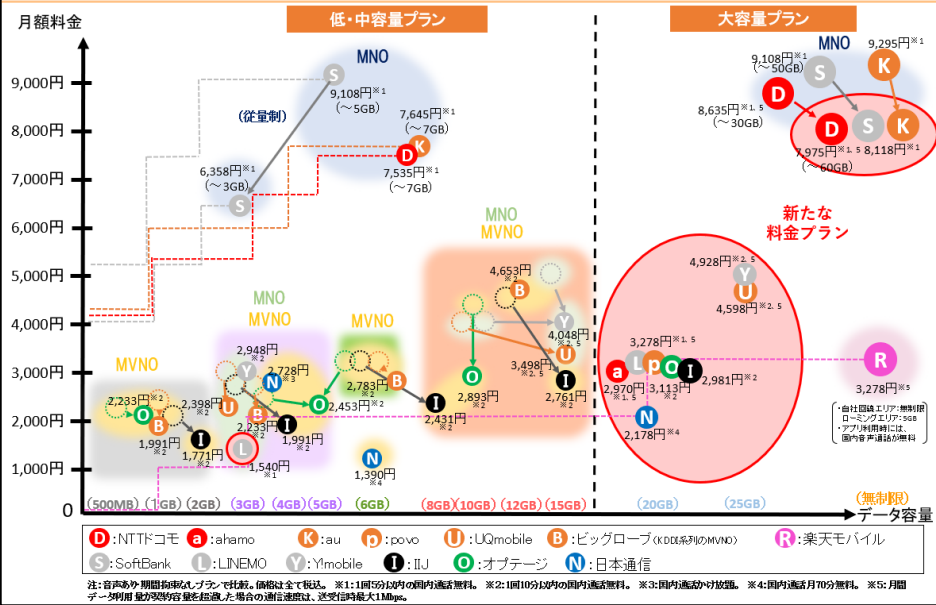 月額料金
低・中容量プラン
大容量プラン
9,000円
8,000円
7,000円
6,000円
5,000円
4,000円
3,000円
2,000円
1,000円
0
MNO
S
9,108円※1
(～5GB)
(従量制)
7,645円※1
(～7GB)
K
D
7,535円※1
(～7GB)
6,358円※1
(～3GB)
S
MNO
9,108円※1
(～50GB)
S
9,295円※1
K
D
8,635円※1.5
(～30GB)
D
S
K
7,975円※1.5
(～60GB)
8,118円※1
新たな
料金プラン
MVNO
2,233円※2
O
B
1,991円
※2
2,398円
※2
I
1,771円
※2
MNO
MVNO
2,948円
※2
Y
2,728円
※3
N
U
B
2,233円
※2
I
1,991円
※2
L
1,540円
※1
O
2,453円※2
MVNO
2,783円
※2
B
N
1,390円
※4
MNO
MVNO
4,653円
※2
B
Y
4,048円
※2.5
U
3,498円
※2.5
O
2,893円
※2
I
2,761円
※2
I
2,431円
※2
4,928円※2.5
Y
U
4,598円※2.5
3,278円※1.5
a
L
p
O
I
2,970円
※1.5
3,113円
※2
2,981円※2
N
2,178円※4
R
3,278円※5
・自社回線エリア:無制限
ローミングエリア:5GB
・アプリ利用時には、
国内音声通話が無料
(500MB)
(1GB)
(2GB)
(3GB)
(4GB)
(5GB)
(6GB)
(8GB)
(10GB)
(12GB)
(15GB)
(20GB)
(25GB)
(無制限)
データ容量
D:NTTドコモ a:ahamo K:au p:povo U:UQmobile B:ビッグローブ(KDDI系列のMVNO) R:楽天モバイル
S:SoftBank L:LINEMO Y:Y!mobile I:IIJ O:オプテージ N:日本通信
注:音声あり・期間拘束なしプランで比較。価格は全て税込。 ※1:1回5分以内の国内通話無料。 ※2:1回10分以内の国内通話無料。 ※3:国内通話かけ放題。 ※4:国内通話月70分無料。 ※5:月間
データ利用量が契約容量を超過した場合の通信速度は、送受信時最大1Mbps。